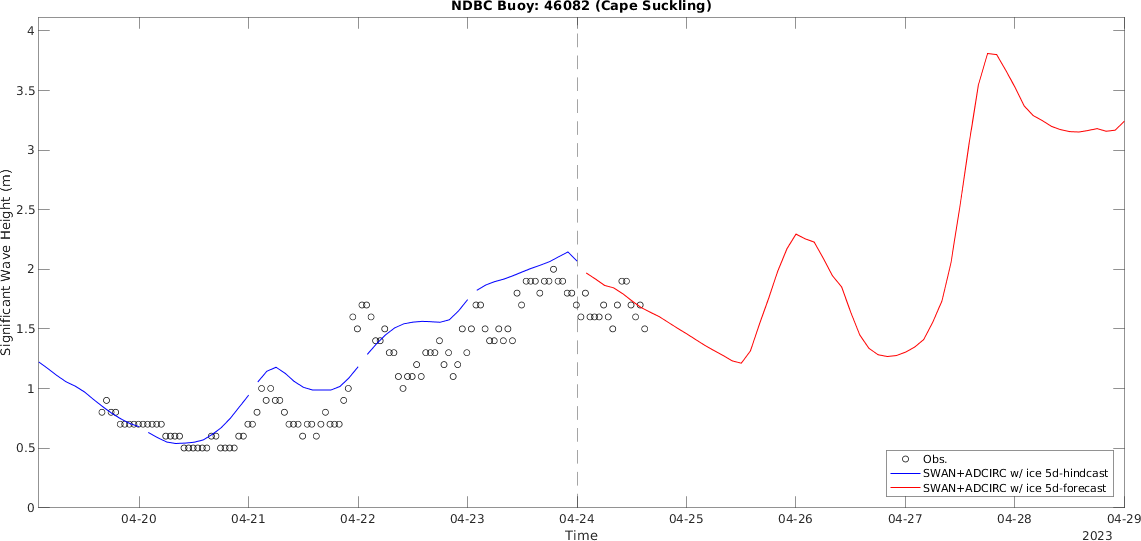 NDBC Buoy: 46082 (Cape Suckling)
4
3.5
3
2.5
2
1.5
1
0.5
0
Significant Wave Height (m)
Obs.
SWAN+ADCIRC w/ ice 5d-hindcast
SWAN+ADCIRC w/ ice 5d-forecast
04-20 04-21 04-22 04-23 04-24 04-25 04-26 04-27 04-28 04-29
Time
2023